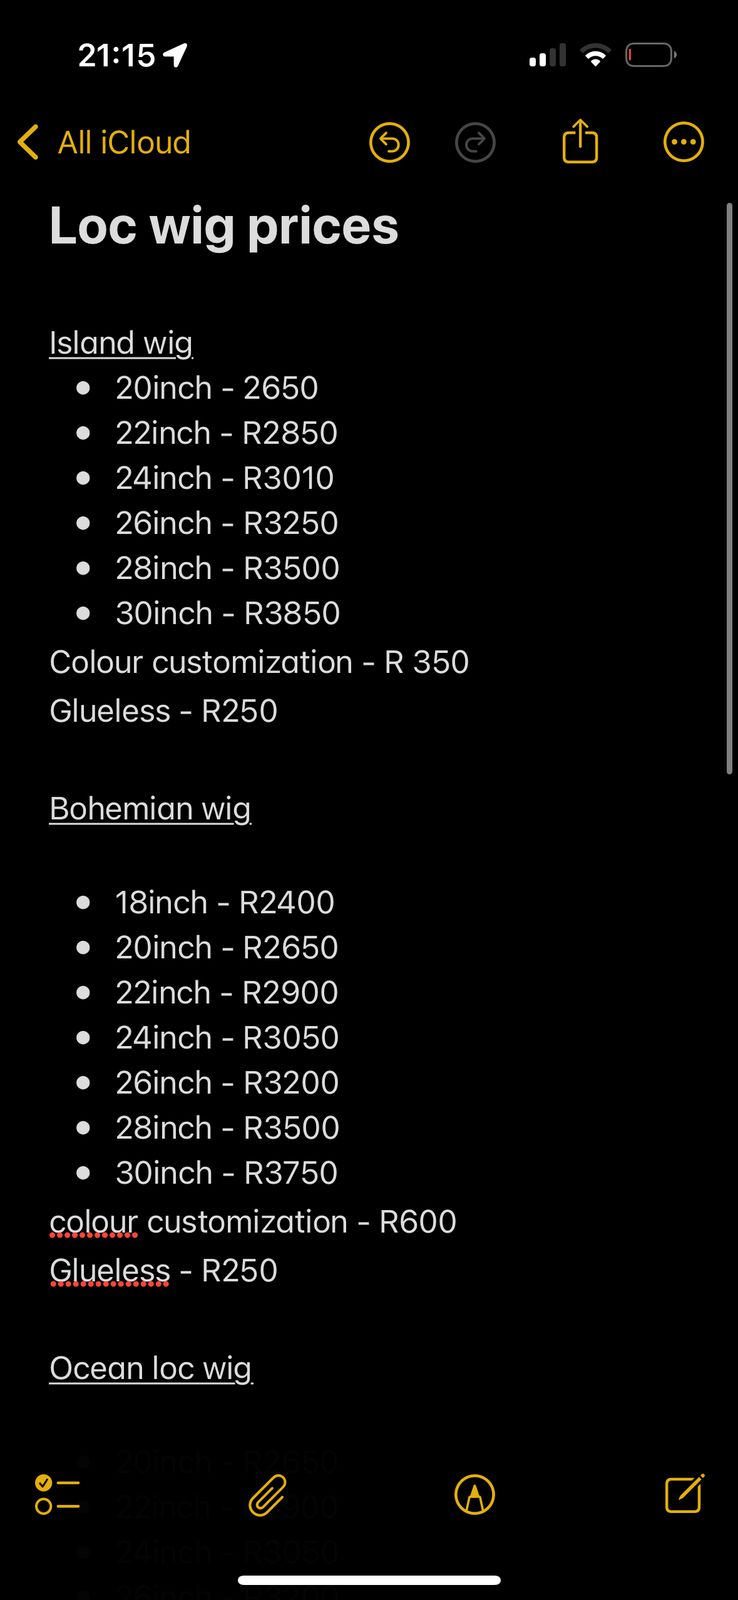 21:15
All iCloud
Loc wig prices
Island wig
20inch - 2650
22inch - R2850
24inch - R3010
26inch - R3250
28inch - R3500
30inch - R3850
Colour customization - R 350
Glueless - R250
Bohemian wig
18inch - R2400
20inch - R2650
22inch - R2900
24inch - R3050
26inch - R3200
28inch - R3500
30inch - R3750
colour customization - R600
Glueless - R250
Ocean loc wig
20inch - R2650
22inch
24inch - R3050